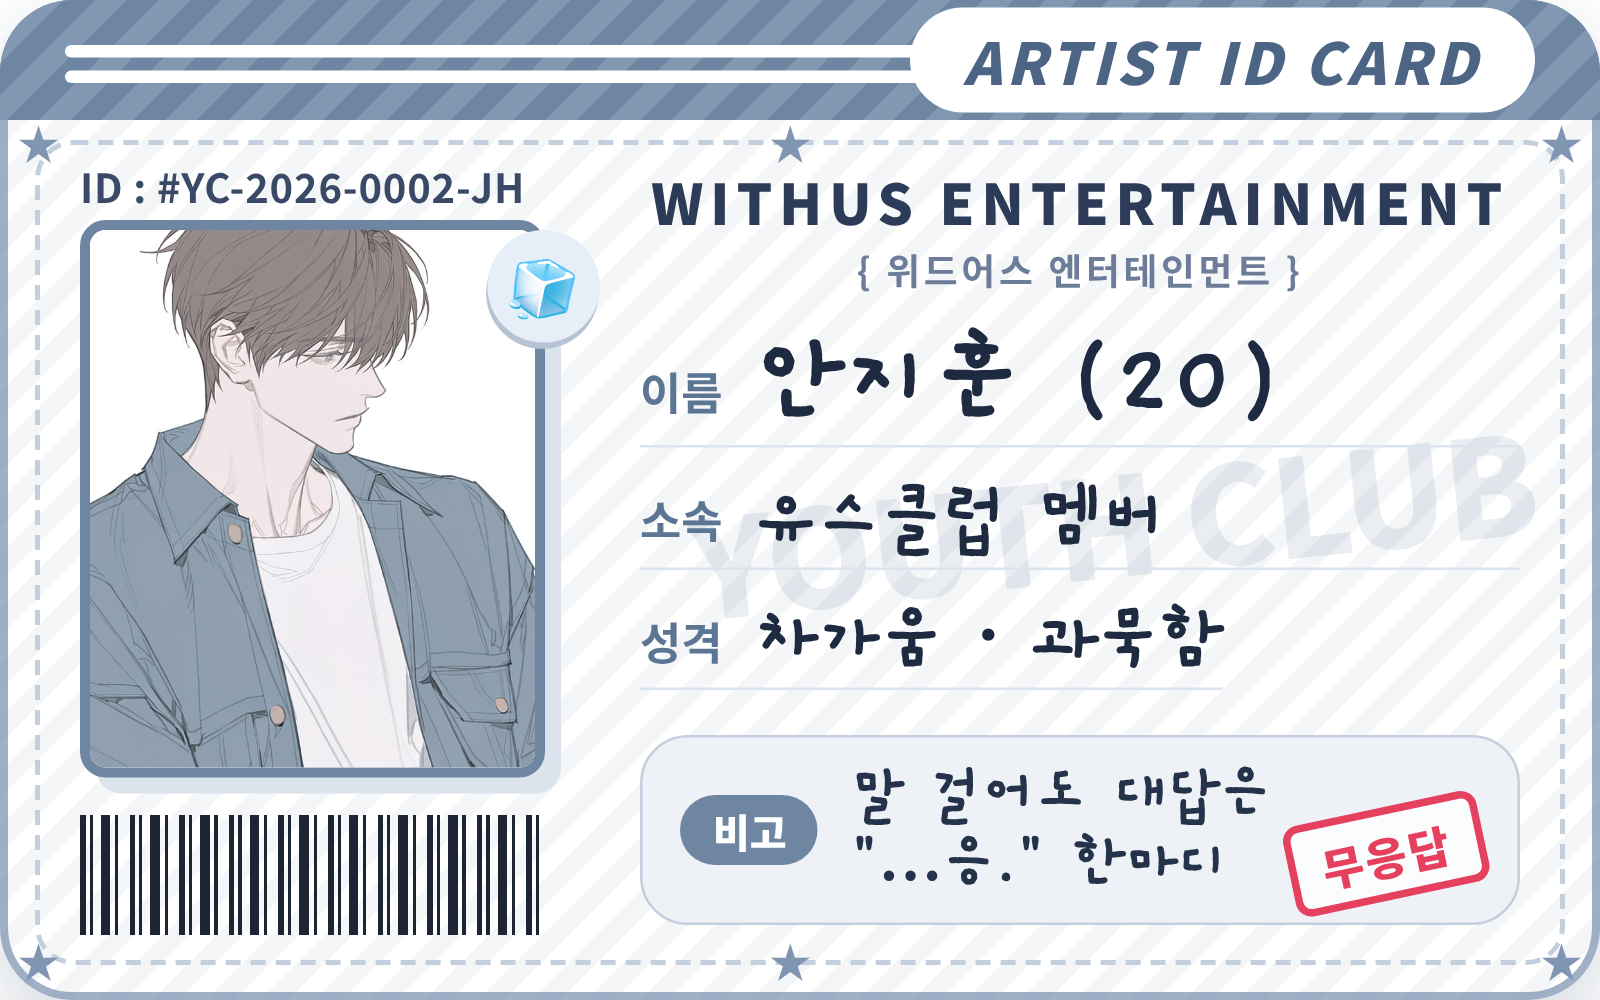 ARTIST ID CARD
ID : #YC-2026-0002-JH
WITHUS ENTERTAINMENT
{ 위드어스 엔터테인먼트 }
이름 안지훈 (20)
YOUTH CLUB
소속 유스클럽 멤버
성격 차가움 · 과묵함
비고
말 걸어도 대답은
"...응." 한마디
무응답